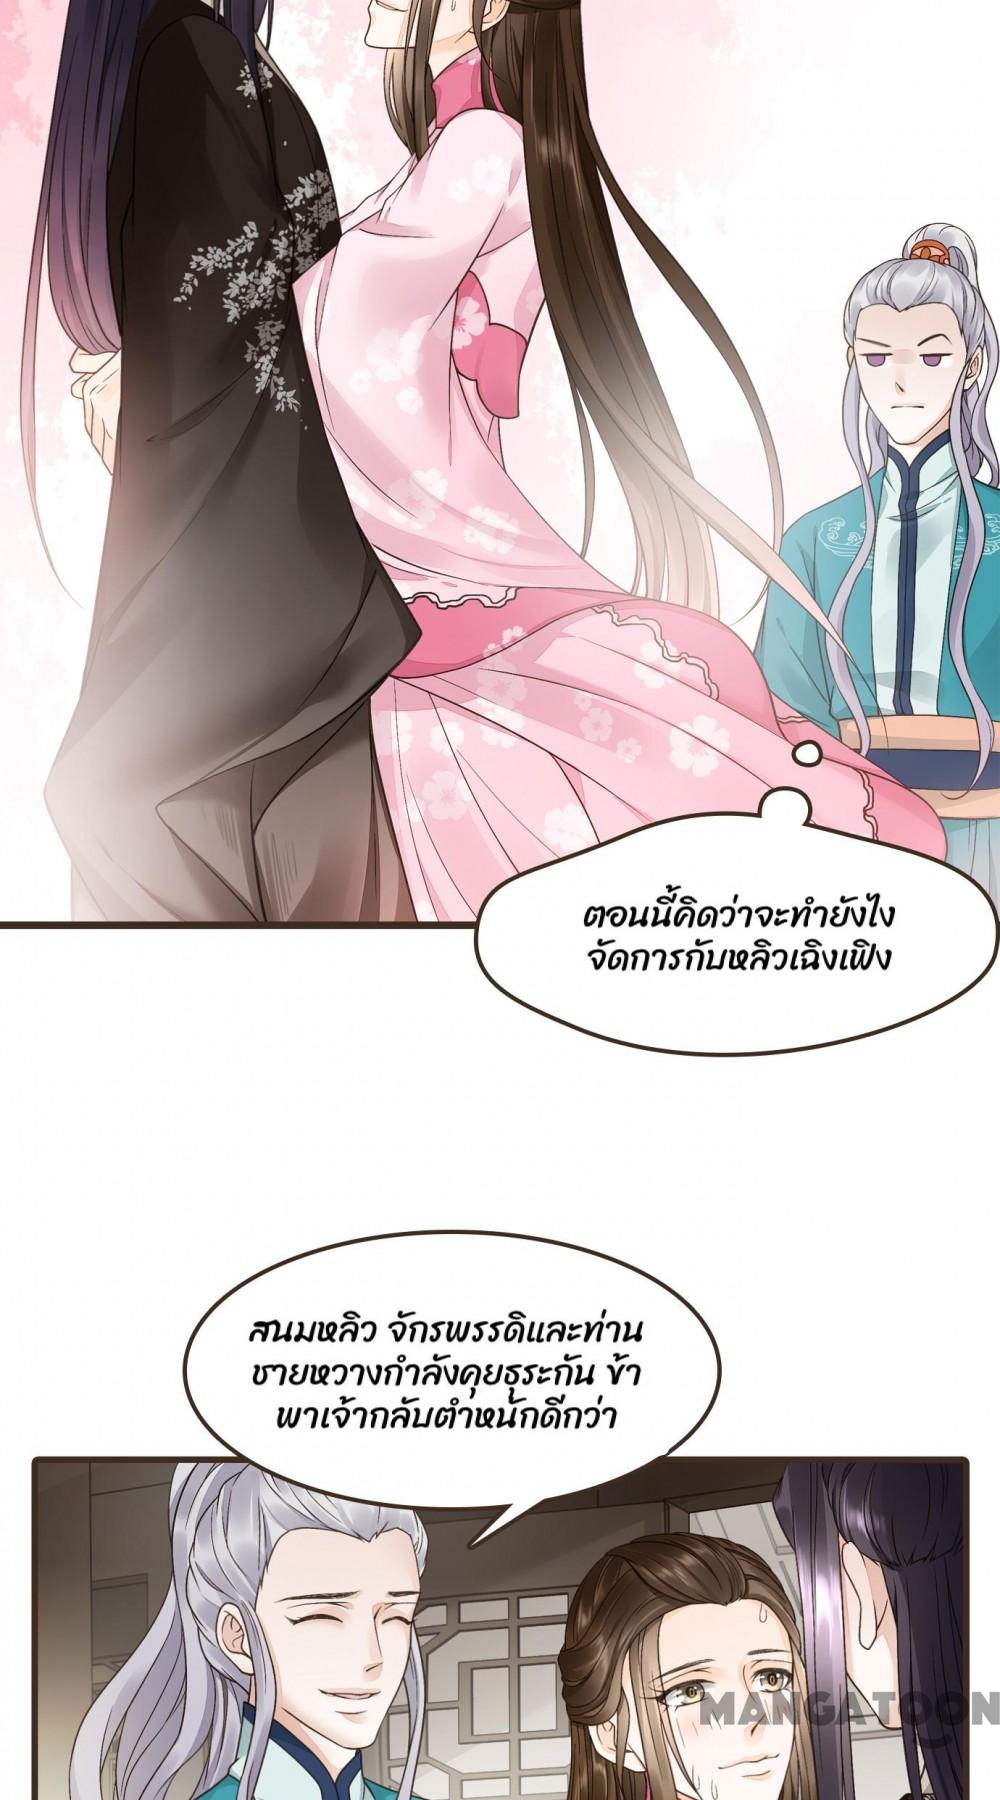 ตอนนี้คิดว่าจะทำยังไง
จัดการกับหลิวเฉิงเฟิง
สนมหลิว จักรพรรดิและท่าน
ชายหวางกำลังคุยธุระกัน ข้า
พาเจ้ากลับตำหนักดีกว่า
MANGATOON